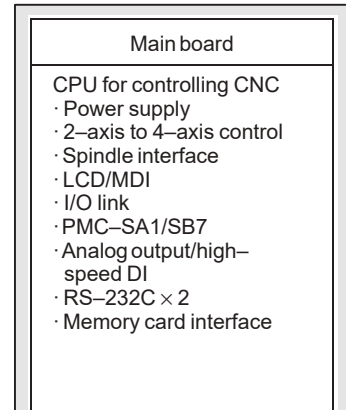 Main board
CPU for controlling CNC
· Power supply
· 2–axis to 4–axis control
· Spindle interface
· LCD/MDI
· I/O link
· PMC–SA1/SB7
· Analog output/high–
speed DI
· RS–232C × 2
· Memory card interface